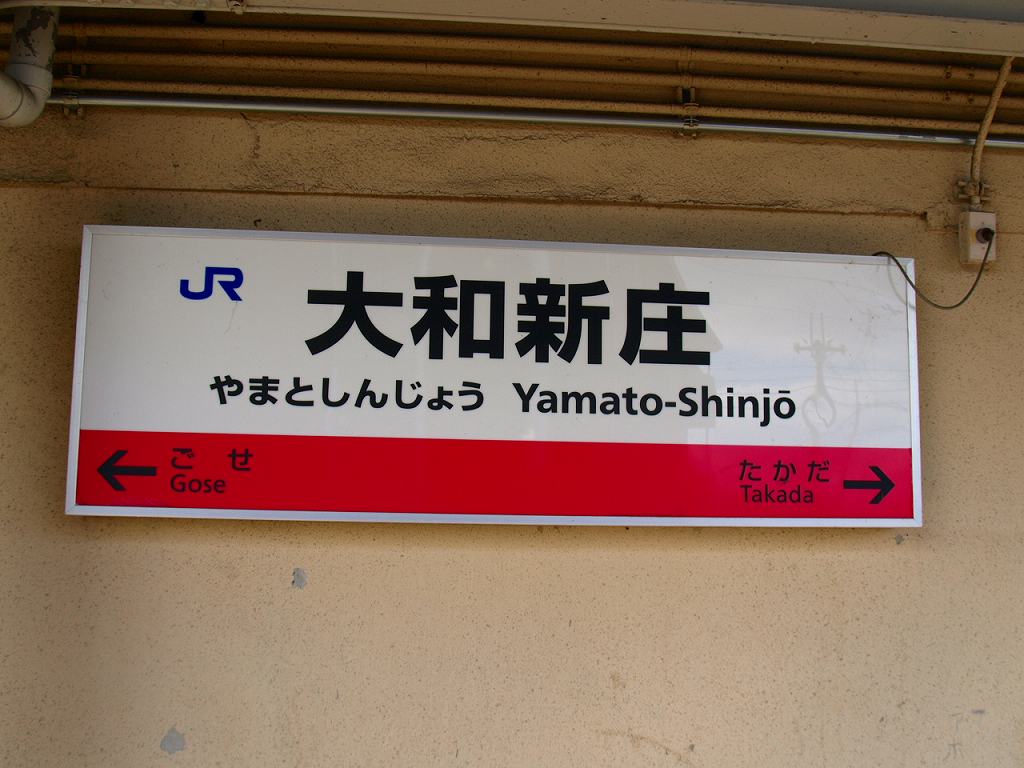 JR
大和新庄
やまとしんじょう Yamato-Shinjō
← ごせ
Gose
たかだ →
Takada